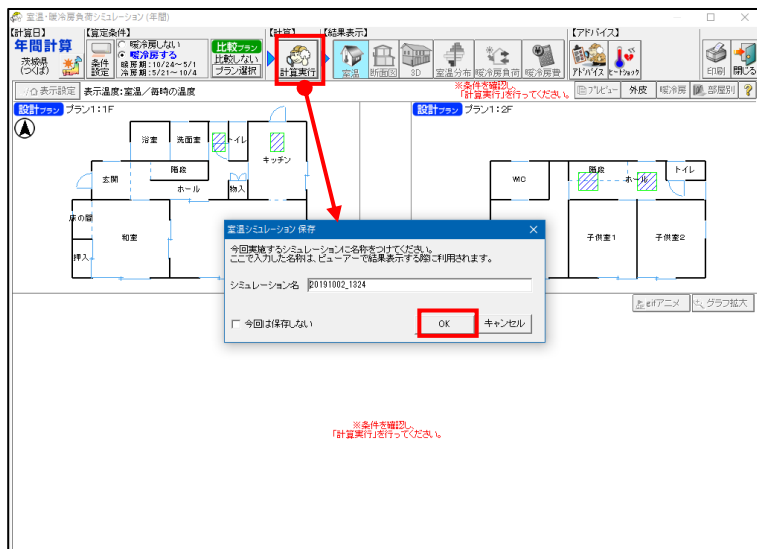 室温・暖冷房負荷シミュレーション(年間)
【計算日】
年間計算
茨城県
(つくば)
【算定条件】
条件
設定
暖冷房しない
暖冷房する
暖房期:10/24~5/1
冷房期:5/21~10/4
比較プラン
比較しない
プラン選択
【計算】
計算実行
【結果表示】
室温
断面図
3D
室温分布
暖冷房負荷
暖冷房費
【アドバイス】
アドバイス
ヒートショック
印刷
閉じる
表示設定
表示温度:室温/毎時の温度
※条件を確認し、
「計算実行」を行ってください。
プレビュー
外皮
暖冷房
部屋別
?
設計プラン プラン1:1F
浴室
洗面室
トイレ
キッチン
階段
玄関
ホール
物入
床の間
和室
押入
設計プラン プラン1:2F
WIC
階段
ホール
トイレ
子供室1
子供室2
室温シミュレーション 保存
今回実施するシミュレーションに名称をつけてください。
ここで入力した名称は、ビューアーで結果表示する際に利用されます。
シミュレーション名
20191002_1324
今回は保存しない
OK
キャンセル
gifアニメ
グラフ拡大
※条件を確認し、
「計算実行」を行ってください。